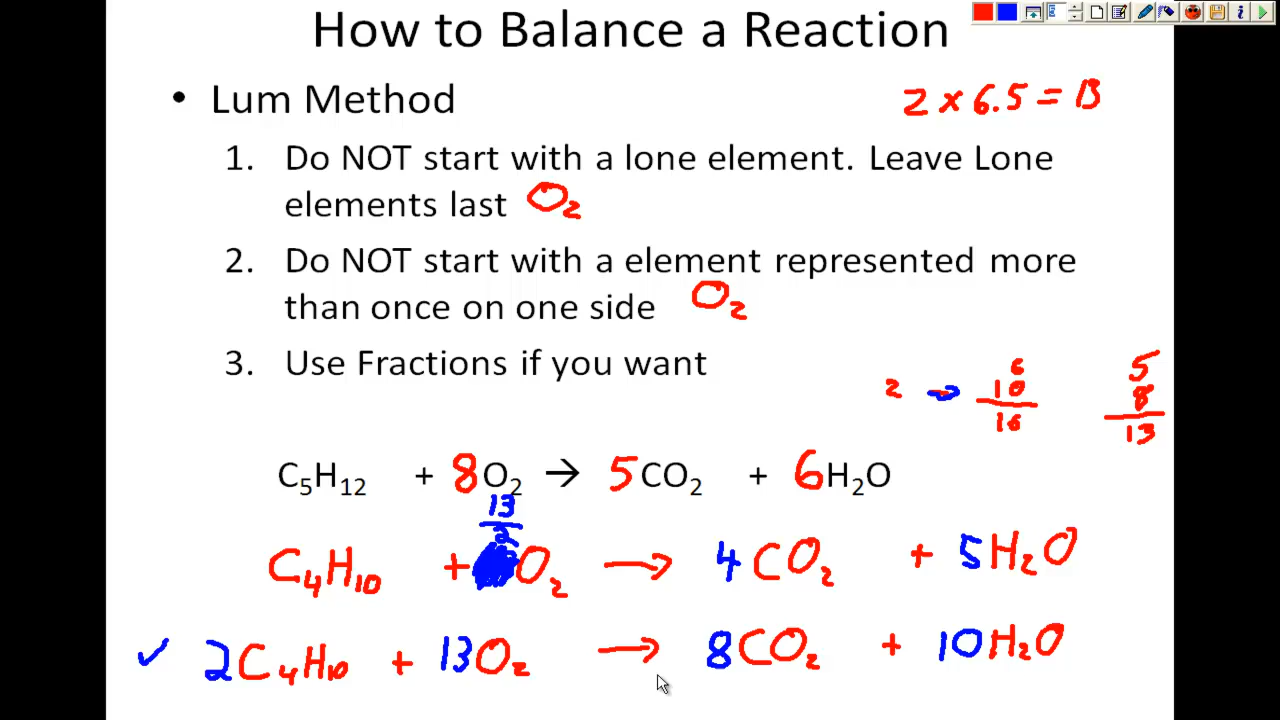 How to Balance a Reaction
• Lum Method
2 × 6.5 = 13
1. Do NOT start with a lone element. Leave Lone
elements last O₂
2. Do NOT start with a element represented more
than once on one side O₂
3. Use Fractions if you want
6
2 → 10
16
5
8
13
C₅H₁₂ + 8O₂ → 5CO₂ + 6H₂O
C₄H₁₀ + 13/2 O₂ → 4CO₂ + 5H₂O
✓ 2C₄H₁₀ + 13O₂ → 8CO₂ + 10H₂O